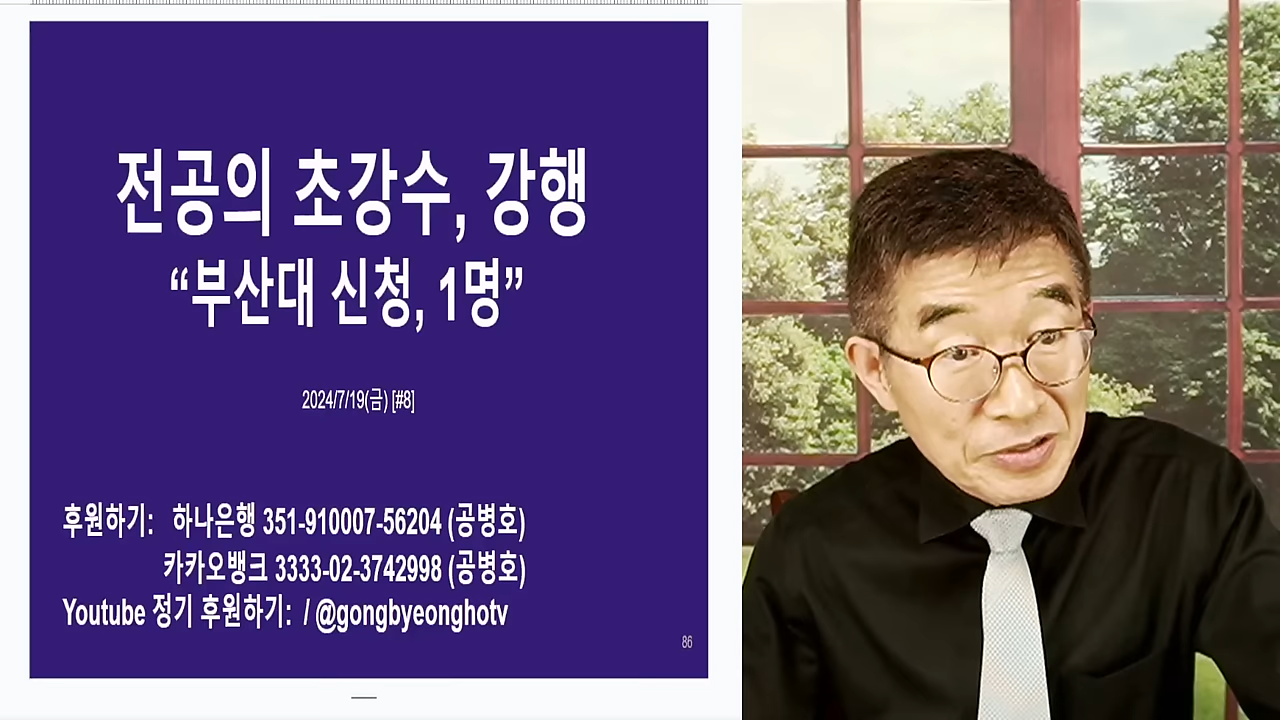 전공의 초강수, 강행
“부산대 신청, 1명”
2024/7/19(금) [#8]
후원하기: 하나은행 351-910007-56204 (공병호)
카카오뱅크 3333-02-3742998 (공병호)
Youtube 정기 후원하기: / @gongbyeonghotv
86